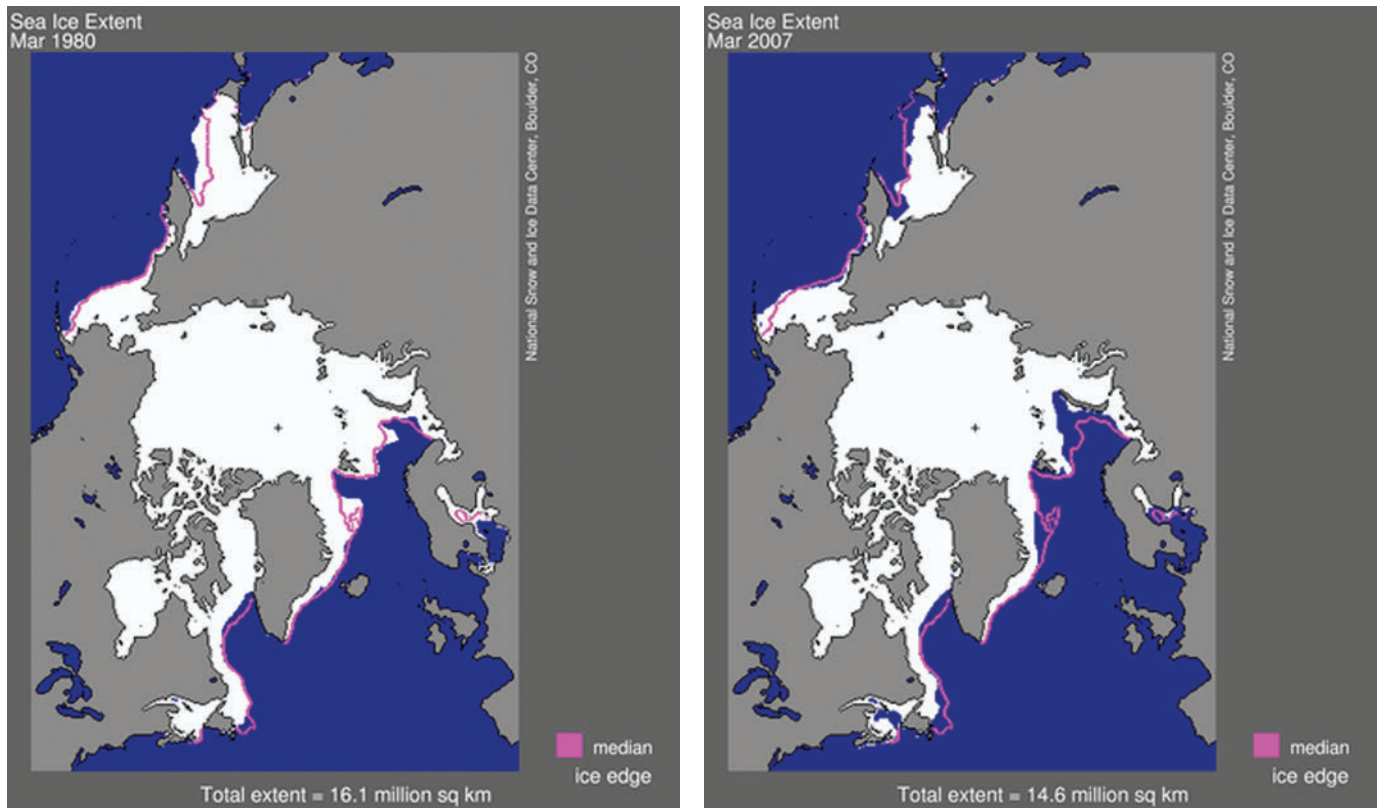 Sea Ice Extent
Mar 1980
National Snow and Ice Data Center, Boulder, CO
median
ice edge
Total extent = 16.1 million sq km
Sea Ice Extent
Mar 2007
National Snow and Ice Data Center, Boulder, CO
median
ice edge
Total extent = 14.6 million sq km